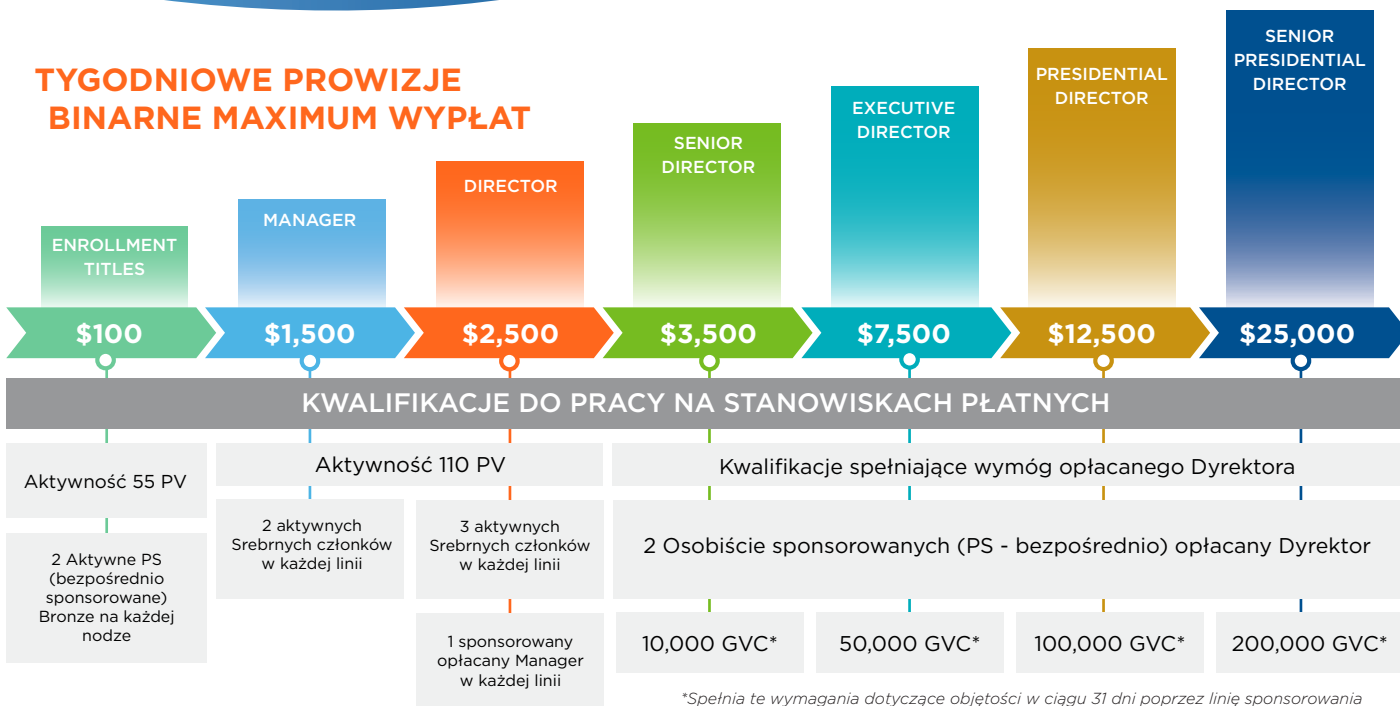 TYGODNIOWE PROWIZJE
BINARNE MAXIMUM WYPŁAT
ENROLLMENT
TITLES
MANAGER
DIRECTOR
SENIOR
DIRECTOR
EXECUTIVE
DIRECTOR
PRESIDENTIAL
DIRECTOR
SENIOR
PRESIDENTIAL
DIRECTOR
$100
$1,500
$2,500
$3,500
$7,500
$12,500
$25,000
KWALIFIKACJE DO PRACY NA STANOWISKACH PŁATNYCH
Aktywność 55 PV
Aktywność 110 PV
Kwalifikacje spełniające wymóg opłacanego Dyrektora
2 Aktywne PS
(bezpośrednio
sponsorowane)
Bronze na każdej
nodze
2 aktywnych
Srebrnych członków
w każdej linii
3 aktywnych
Srebrnych członków
w każdej linii
2 Osobiście sponsorowanych (PS - bezpośrednio) opłacany Dyrektor
1 sponsorowany
opłacany Manager
w każdej linii
10,000 GVC*
50,000 GVC*
100,000 GVC*
200,000 GVC*
*Spełnia te wymagania dotyczące objętości w ciągu 31 dni poprzez linię sponsorowania